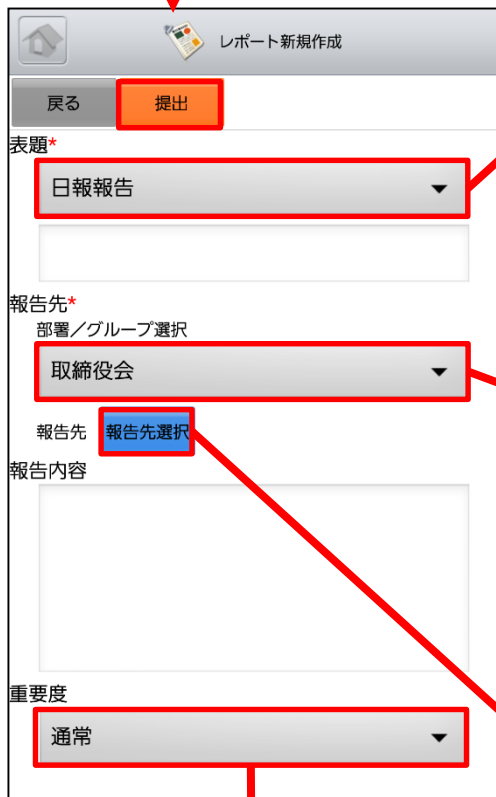 レポート新規作成
戻る 提出
表題*
日報報告
報告先*
部署／グループ選択
取締役会
報告先 報告先選択
報告内容
重要度
通常